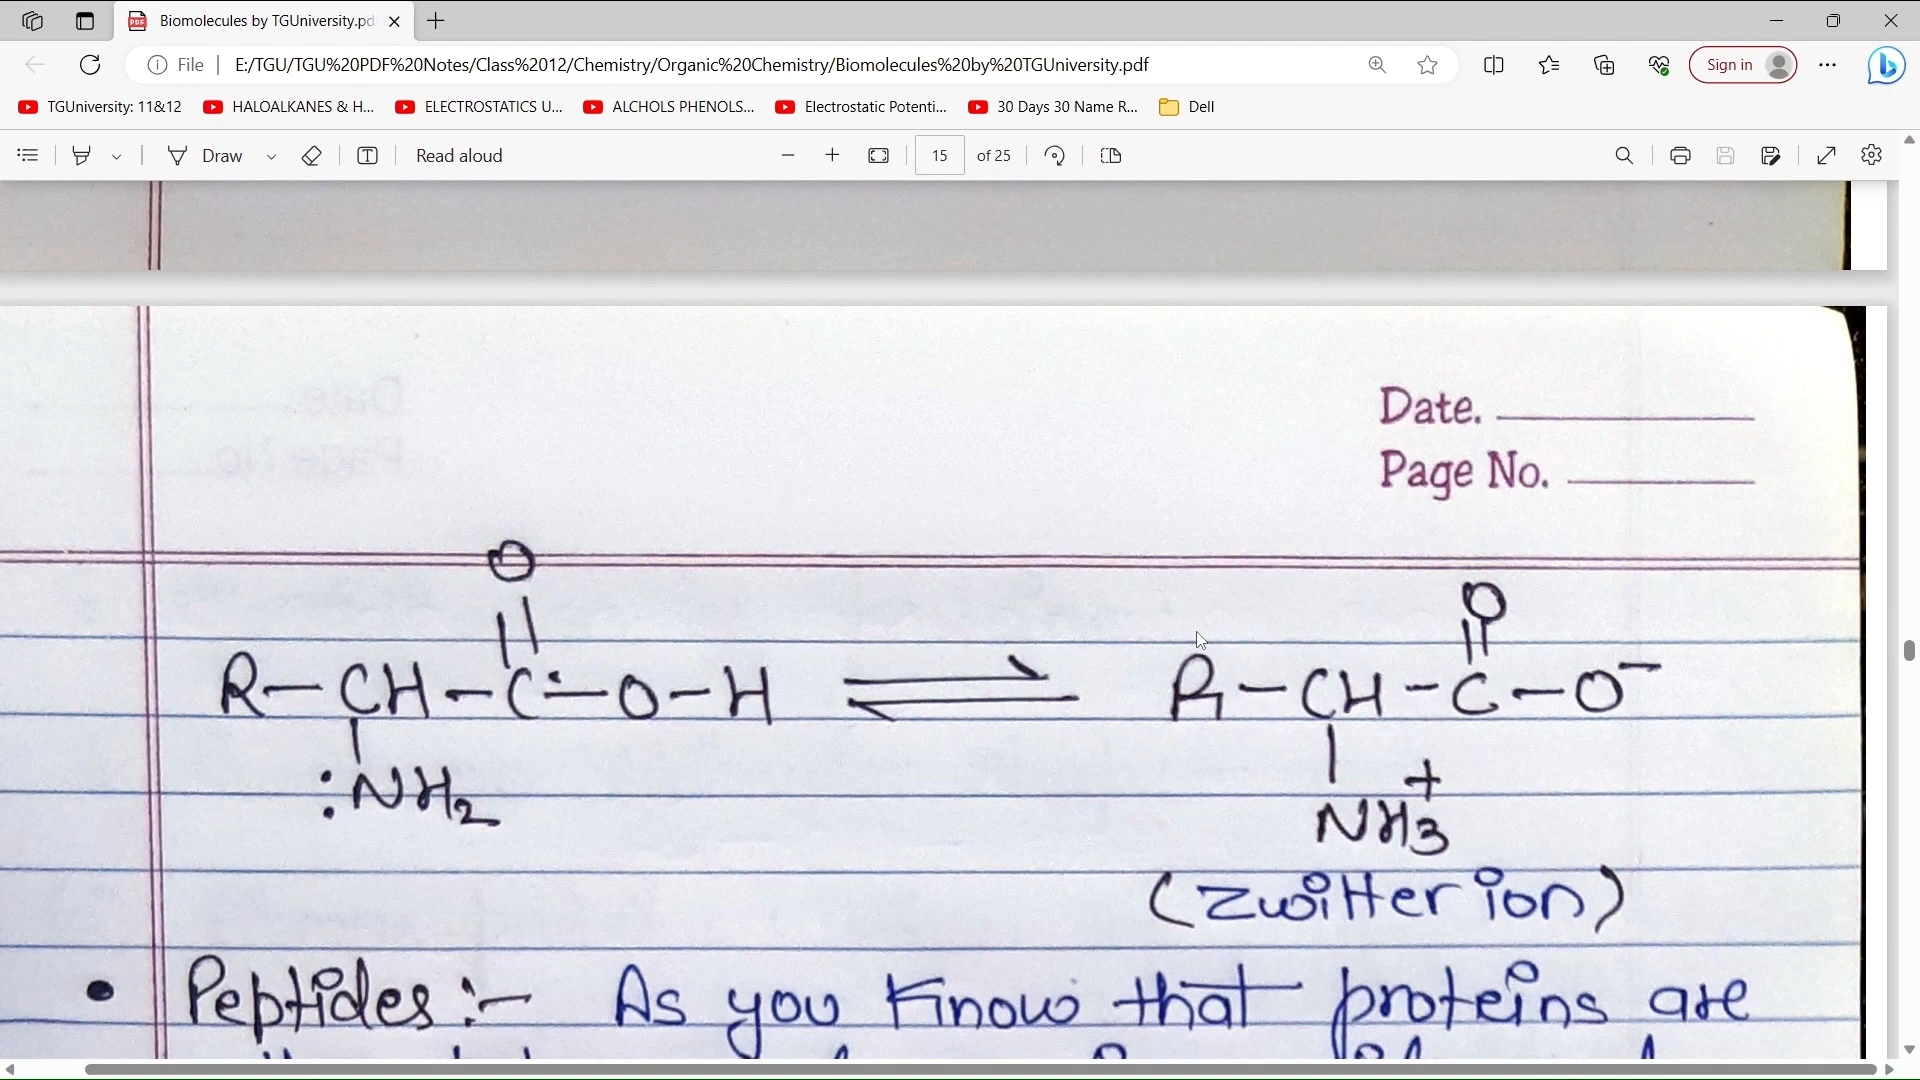 Biomolecules by TGUniversity.pd
File E:/TGU/TGU%20PDF%20Notes/Class%2012/Chemistry/Organic%20Chemistry/Biomolecules%20by%20TGUniversity.pdf Sign in
TGUniversity: 11&12 HALOALKANES & H... ELECTROSTATICS U... ALCHOLS PHENOLS... Electrostatic Potenti... 30 Days 30 Name R... Dell
Draw Read aloud 15 of 25
Date.
Page No.
O
||
R-CH-C-O-H ⇌ R-CH-C-O⁻
:NH2
O
||
NH3 +
(Zwitter ion)
• Peptides:- As you know that proteins are